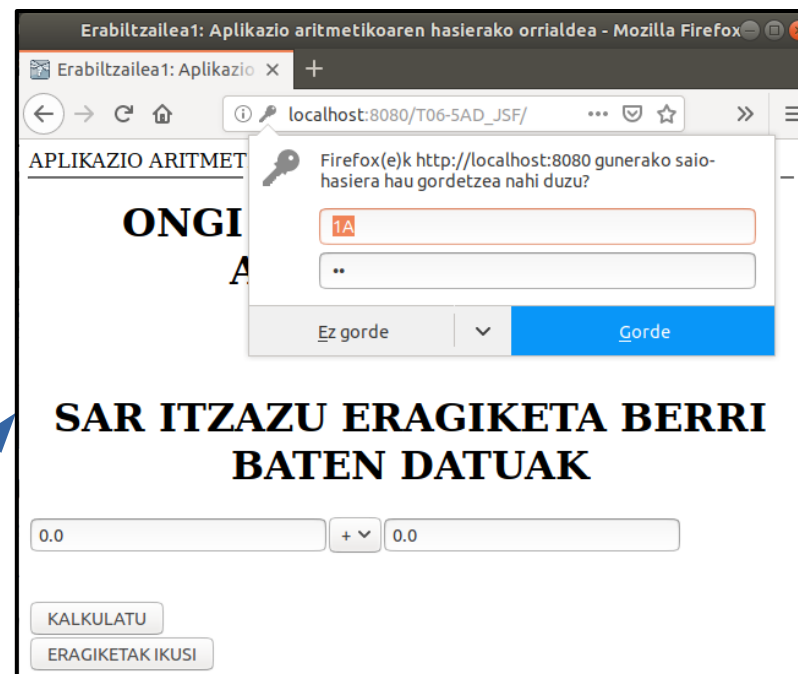 Erabiltzailea1: Aplikazio aritmetikoaren hasierako orrialdea - Mozilla Firefox
Erabiltzailea1: Aplikazio
localhost:8080/T06-5AD_JSF/
APLIKAZIO ARITMET
Firefox(e)k http://localhost:8080 gunerako saio-
hasiera hau gordetzea nahi duzu?
1A
••
Ez gorde
Gorde
ONGI
A
SAR ITZAZU ERAGIKETA BERRI
BATEN DATUAK
0.0 + 0.0
KALKULATU
ERAGIKETAK IKUSI